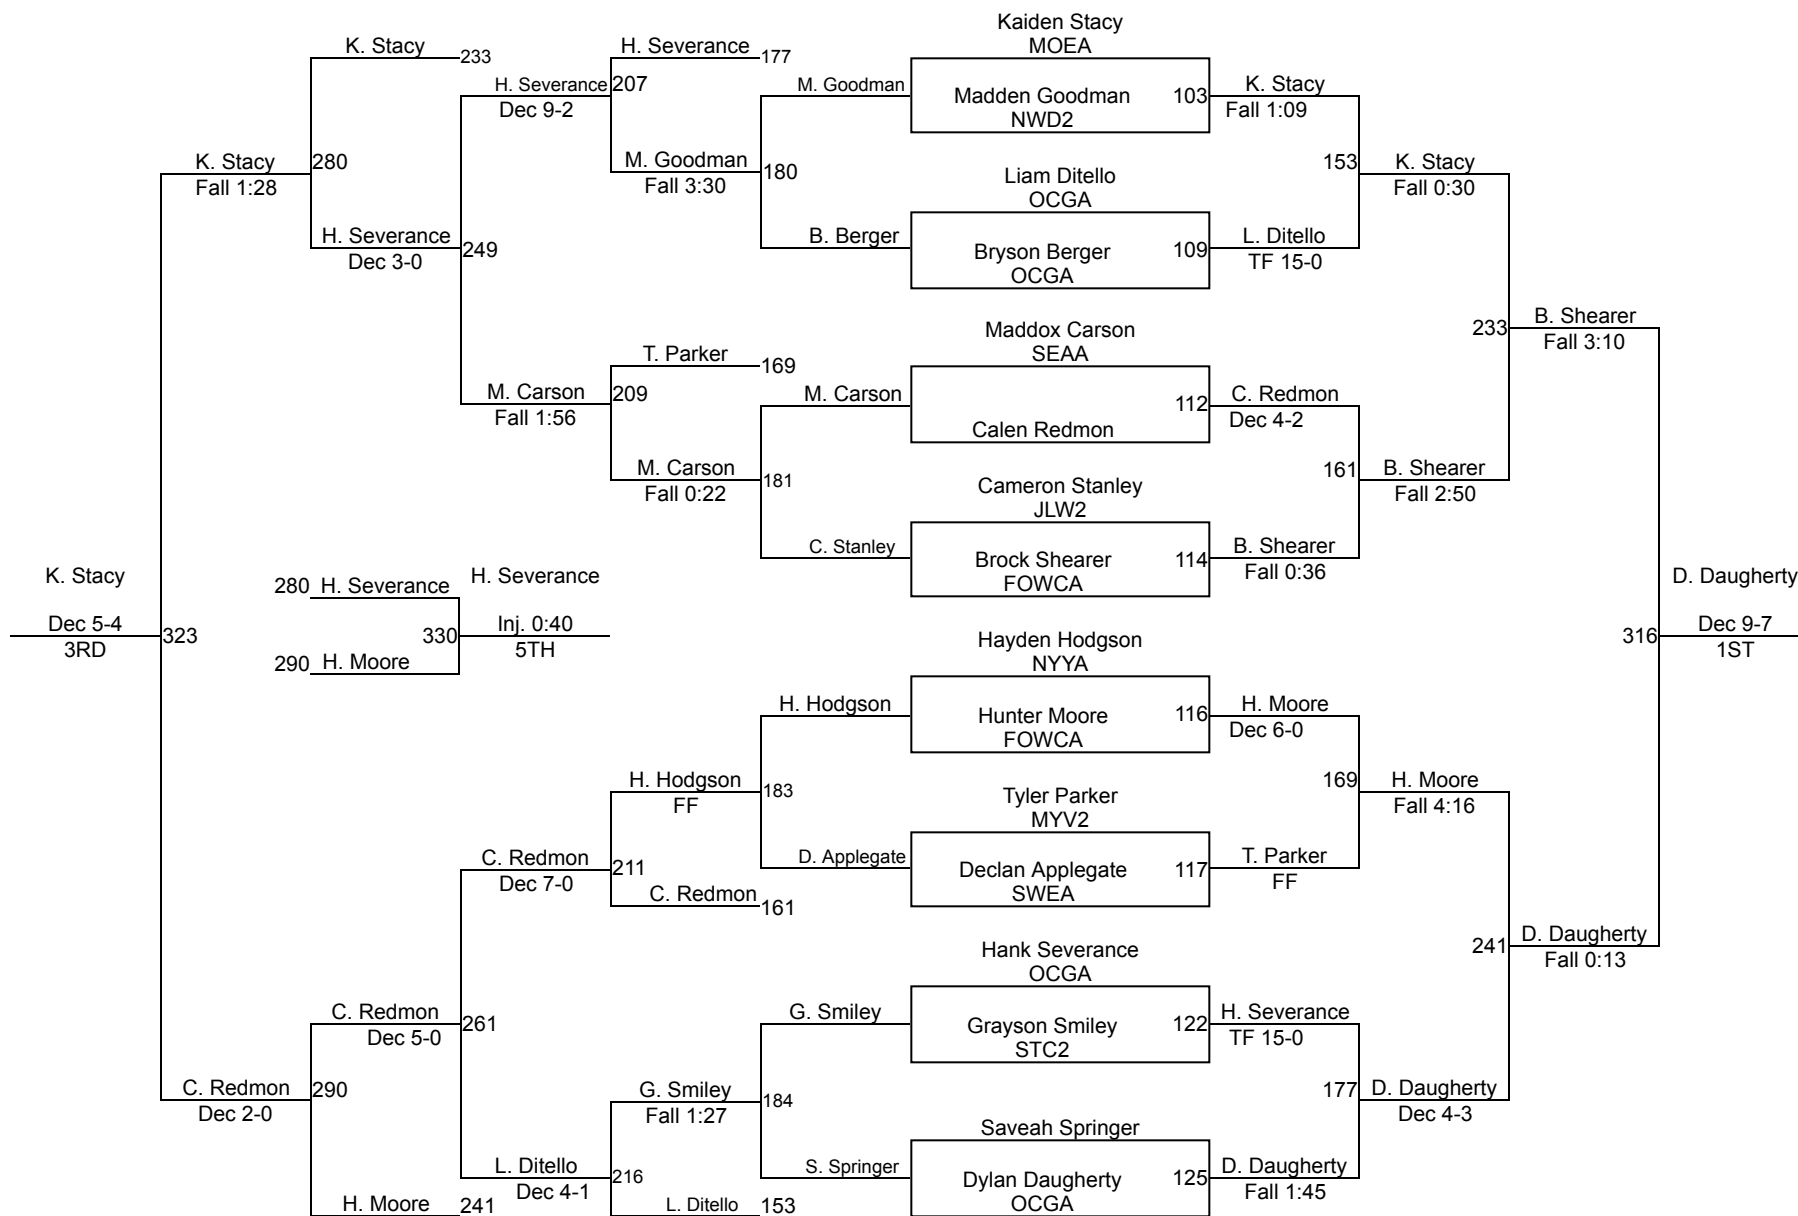 Kaiden Stacy
MOEA
K. Stacy
233
H. Severance
177
H. Severance
207
Dec 9-2
M. Goodman
Madden Goodman
NWD2
103
K. Stacy
Fall 1:09
K. Stacy
Fall 1:28
280
M. Goodman
Fall 3:30
180
Liam Ditello
OCGA
153
K. Stacy
Fall 0:30
H. Severance
Dec 3-0
249
B. Berger
Bryson Berger
OCGA
109
L. Ditello
TF 15-0
233
B. Shearer
Fall 3:10
T. Parker
169
Maddox Carson
SEAA
M. Carson
Fall 1:56
209
M. Carson
Calen Redmon
112
C. Redmon
Dec 4-2
M. Carson
Fall 0:22
181
Cameron Stanley
JLW2
161
B. Shearer
Fall 2:50
C. Stanley
Brock Shearer
FOWCA
114
B. Shearer
Fall 0:36
K. Stacy
Dec 5-4
3RD
323
280
H. Severance
290
H. Moore
330
H. Severance
Inj. 0:40
5TH
D. Daugherty
316
Dec 9-7
1ST
Hayden Hodgson
NYYA
H. Hodgson
Hunter Moore
FOWCA
116
H. Moore
Dec 6-0
H. Hodgson
FF
183
Tyler Parker
MYV2
169
H. Moore
Fall 4:16
C. Redmon
Dec 7-0
211
D. Applegate
Declan Applegate
SWEA
117
T. Parker
FF
C. Redmon
161
241
D. Daugherty
Fall 0:13
Hank Severance
OCGA
C. Redmon
Dec 5-0
261
G. Smiley
Grayson Smiley
STC2
122
H. Severance
TF 15-0
C. Redmon
Dec 2-0
290
G. Smiley
Fall 1:27
184
177
D. Daugherty
Dec 4-3
Saveah Springer
L. Ditello
Dec 4-1
216
S. Springer
Dylan Daugherty
OCGA
125
D. Daugherty
Fall 1:45
H. Moore
241
L. Ditello
153